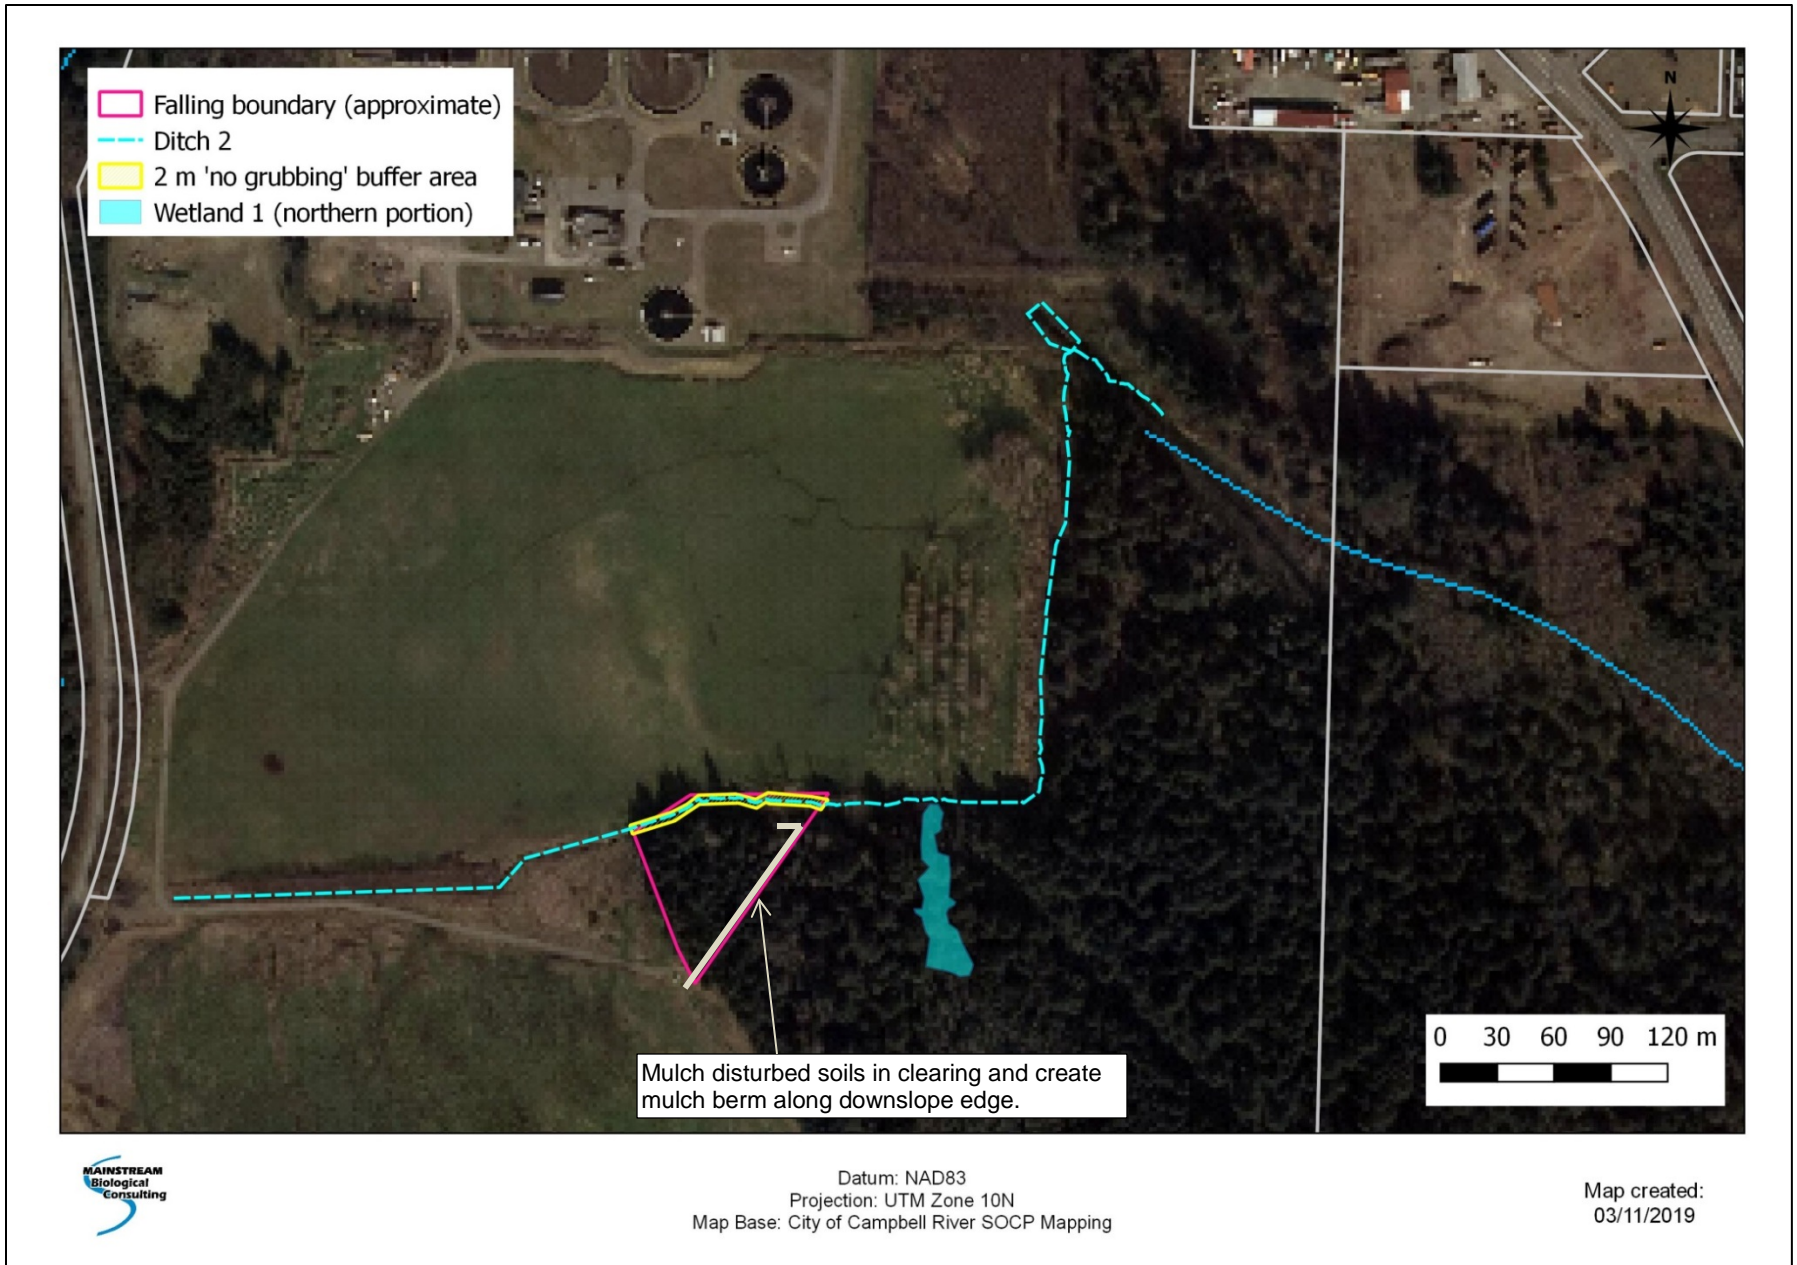 Falling boundary (approximate)
Ditch 2
2 m 'no grubbing' buffer area
Wetland 1 (northern portion)
N
Mulch disturbed soils in clearing and create
mulch berm along downslope edge.
0 30 60 90 120 m
MAINSTREAM
Biological
Consulting
Datum: NAD83
Projection: UTM Zone 10N
Map Base: City of Campbell River SOCP Mapping
Map created:
03/11/2019